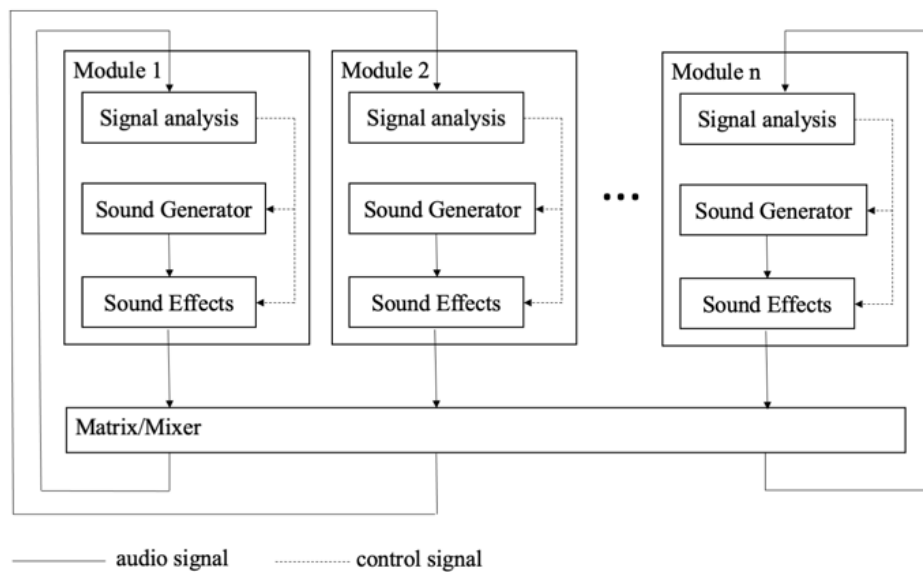 Module 1
Signal analysis
Sound Generator
Sound Effects
Module 2
Signal analysis
Sound Generator
Sound Effects
...
Module n
Signal analysis
Sound Generator
Sound Effects
Matrix/Mixer
audio signal
control signal